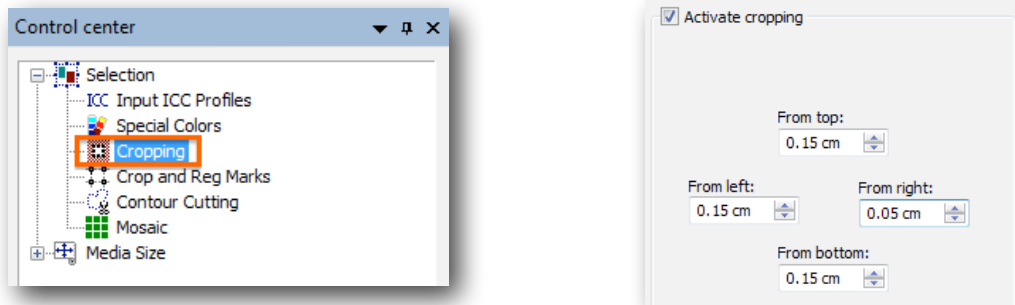 Control center
Selection
ICC Input ICC Profiles
Special Colors
Cropping
Crop and Reg Marks
Contour Cutting
Mosaic
Media Size
Activate cropping
From top:
0.15 cm
From left:
From right:
0.15 cm
0.05 cm
From bottom:
0.15 cm